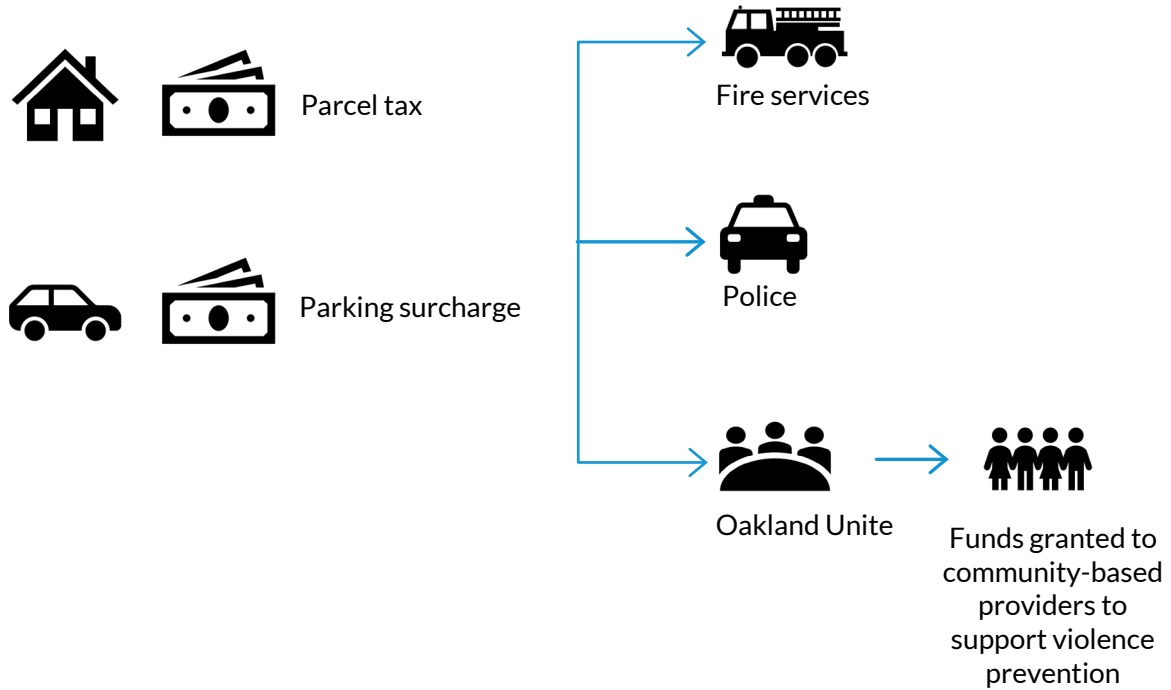 Parcel tax
Parking surcharge
Fire services
Police
Oakland Unite
Funds granted to
community-based
providers to
support violence
prevention